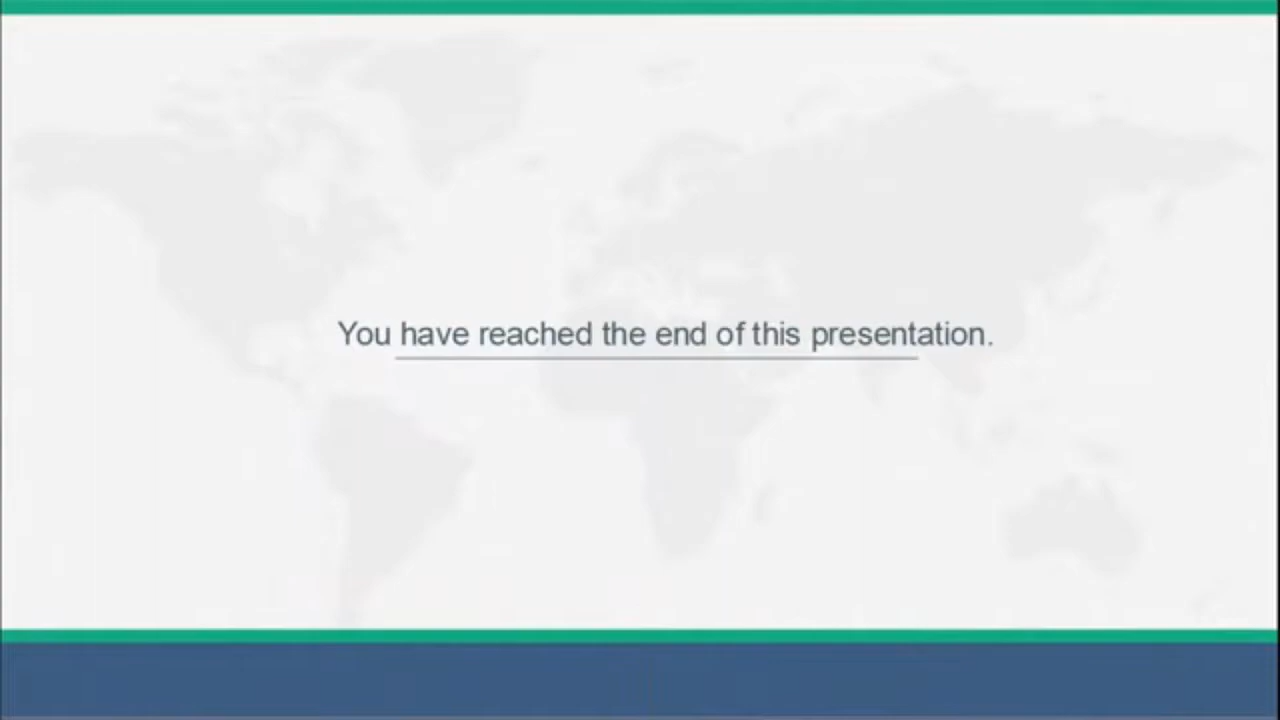 You have reached the end of this presentation.